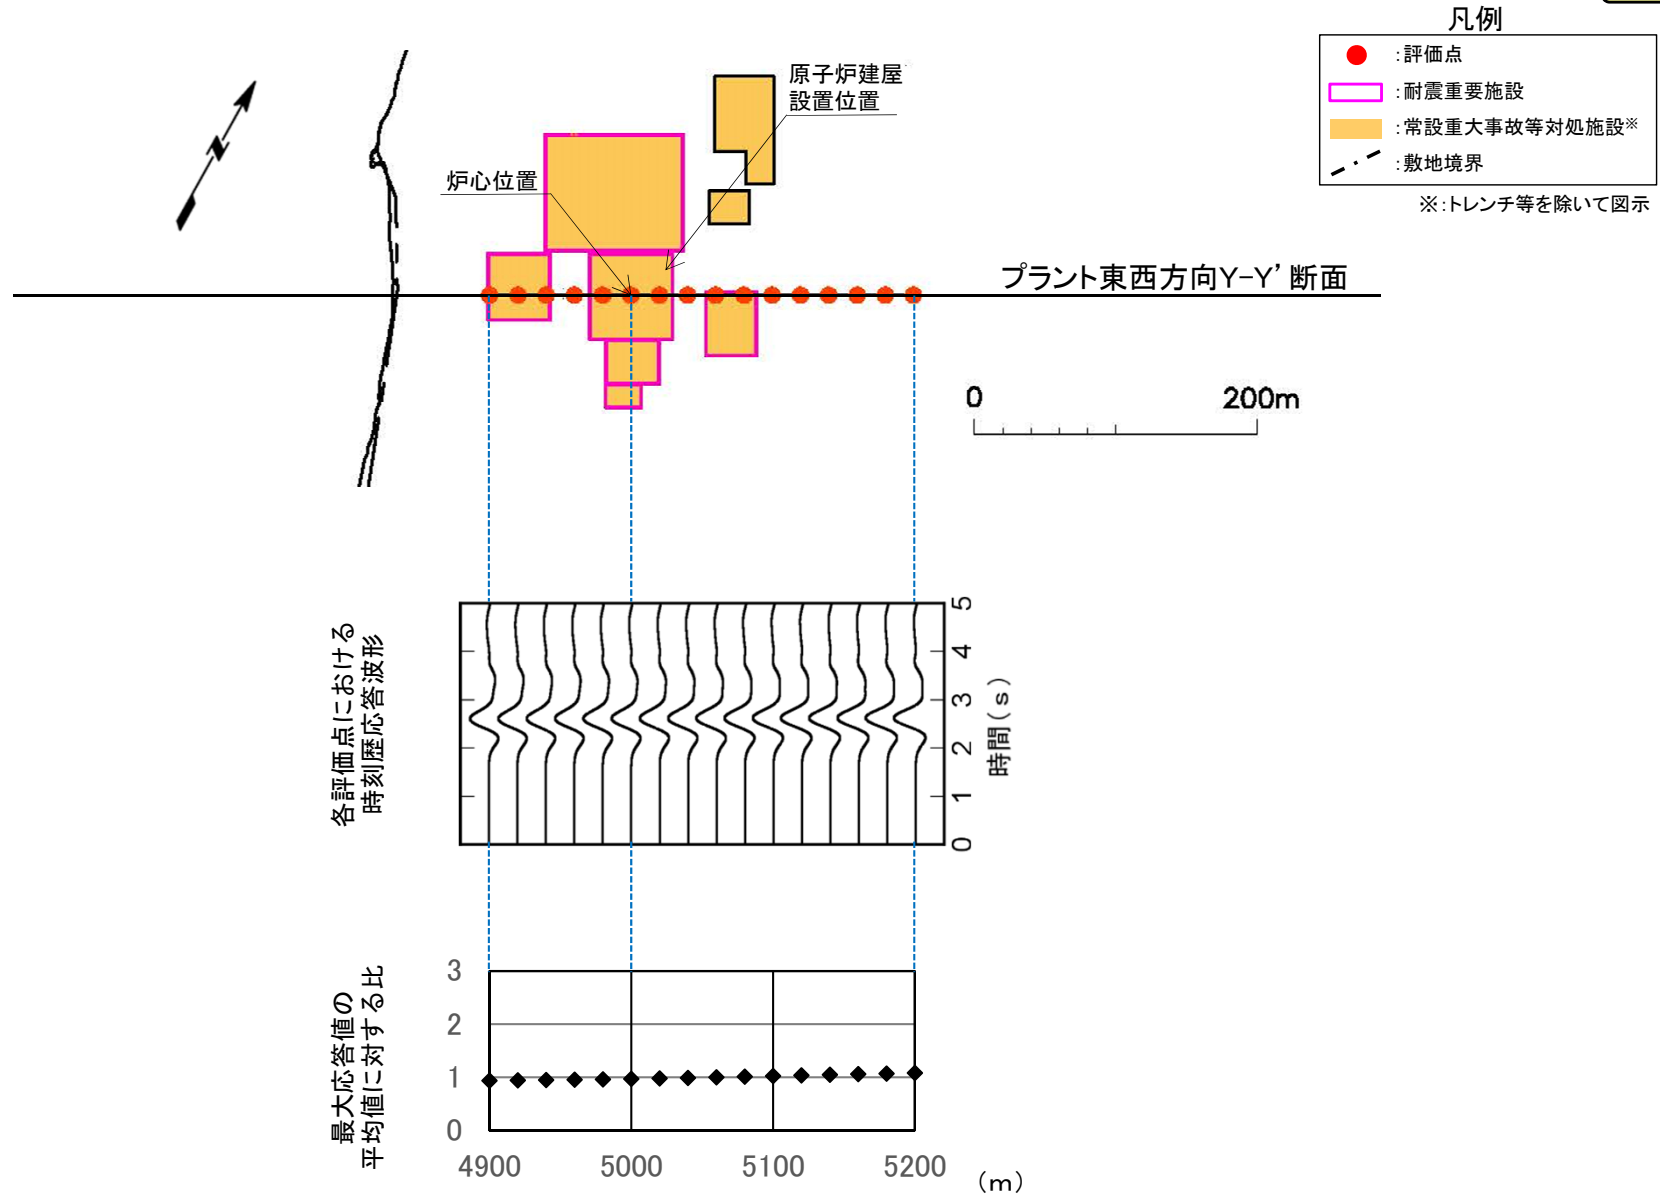 凡例
:評価点
:耐震重要施設
:常設重大事故等対処施設※
:敷地境界
※:トレンチ等を除いて図示
原子炉建屋
設置位置
炉心位置
N
プラント東西方向Y-Y’断面
0 200m
各評価点における
時刻歴応答波形
5
4
3
2
1
0
時間(s)
最大応答値の
平均値に対する比
3
2
1
0
4900 5000 5100 5200 (m)